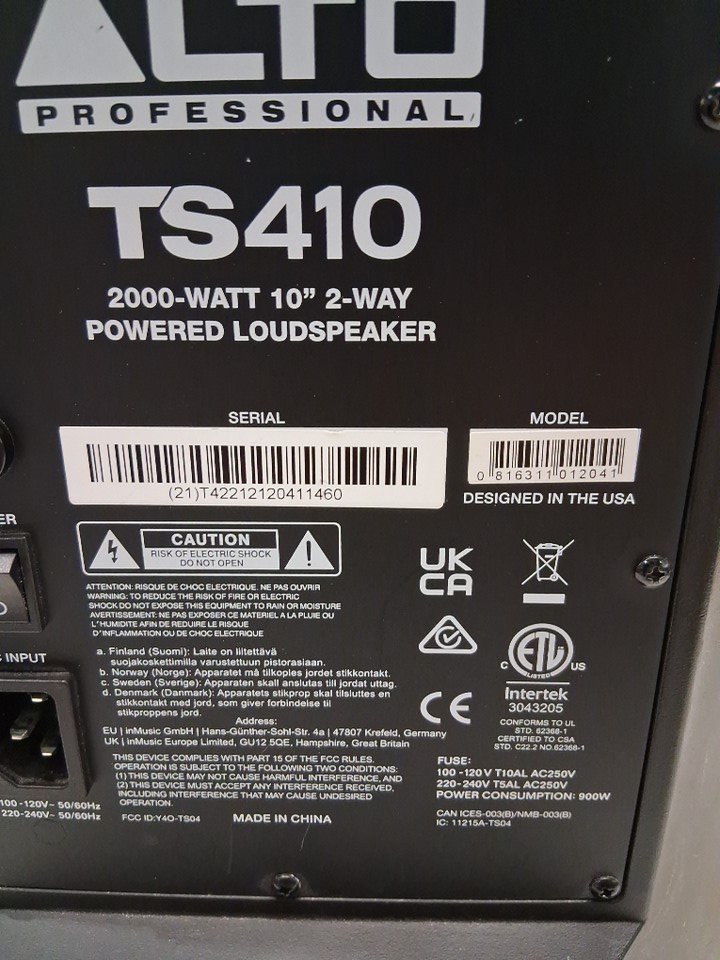 ALTO
PROFESSIONAL
TS410
2000-WATT 10” 2-WAY
POWERED LOUDSPEAKER
SERIAL
(21)T42212120411460
MODEL
0 816311 012041
DESIGNED IN THE USA
ER
CAUTION
RISK OF ELECTRIC SHOCK
DO NOT OPEN
ATTENTION: RISQUE DE CHOC ELECTRIQUE. NE PAS OUVRIR
WARNING: TO REDUCE THE RISK OF FIRE OR ELECTRIC
SHOCK DO NOT EXPOSE THIS EQUIPMENT TO RAIN OR MOISTURE
AVERTISSEMENT: NE PAS EXPOSER CE MATERIEL A LA PLUIE OU
L'HUMIDITE AFIN DE REDUIRE LE RISQUE
D'INFLAMMATION OU DE CHOC ELECTRIQUE
a. Finland (Suomi): Laite on liitettävä
suojakoskettimilla varustettuun pistorasiaan.
b. Norway (Norge): Apparatet må tilkoples jordet stikkontakt.
c. Sweden (Sverige): Apparaten skall anslutas till jordat uttag.
d. Denmark (Danmark): Apparatets stikprop skal tilsluttes en
stikkontakt med jord, som giver forbindelse til
stikproppens jord.
Address:
EU | inMusic GmbH | Hans-Günther-Sohl-Str. 4a | 47807 Krefeld, Germany
UK | inMusic Europe Limited, GU12 5QE, Hampshire, Great Britain
THIS DEVICE COMPLIES WITH PART 15 OF THE FCC RULES.
OPERATION IS SUBJECT TO THE FOLLOWING TWO CONDITIONS:
(1) THIS DEVICE MAY NOT CAUSE HARMFUL INTERFERENCE, AND
(2) THIS DEVICE MUST ACCEPT ANY INTERFERENCE RECEIVED,
INCLUDING INTERFERENCE THAT MAY CAUSE UNDESIRED
OPERATION.
FCC ID:Y4O-TS04
MADE IN CHINA
UK
CA
CE
C ETL US
LISTED
Intertek
3043205
CONFORMS TO UL
STD. 62368-1
CERTIFIED TO CSA
STD. C22.2 NO.62368-1
FUSE:
100-120V T10AL AC250V
220-240V T5AL AC250V
POWER CONSUMPTION: 900W
CAN ICES-003(B)/NMB-003(B)
IC: 11215A-TS04
C INPUT
100-120V~ 50/60Hz
220-240V~ 50/60Hz